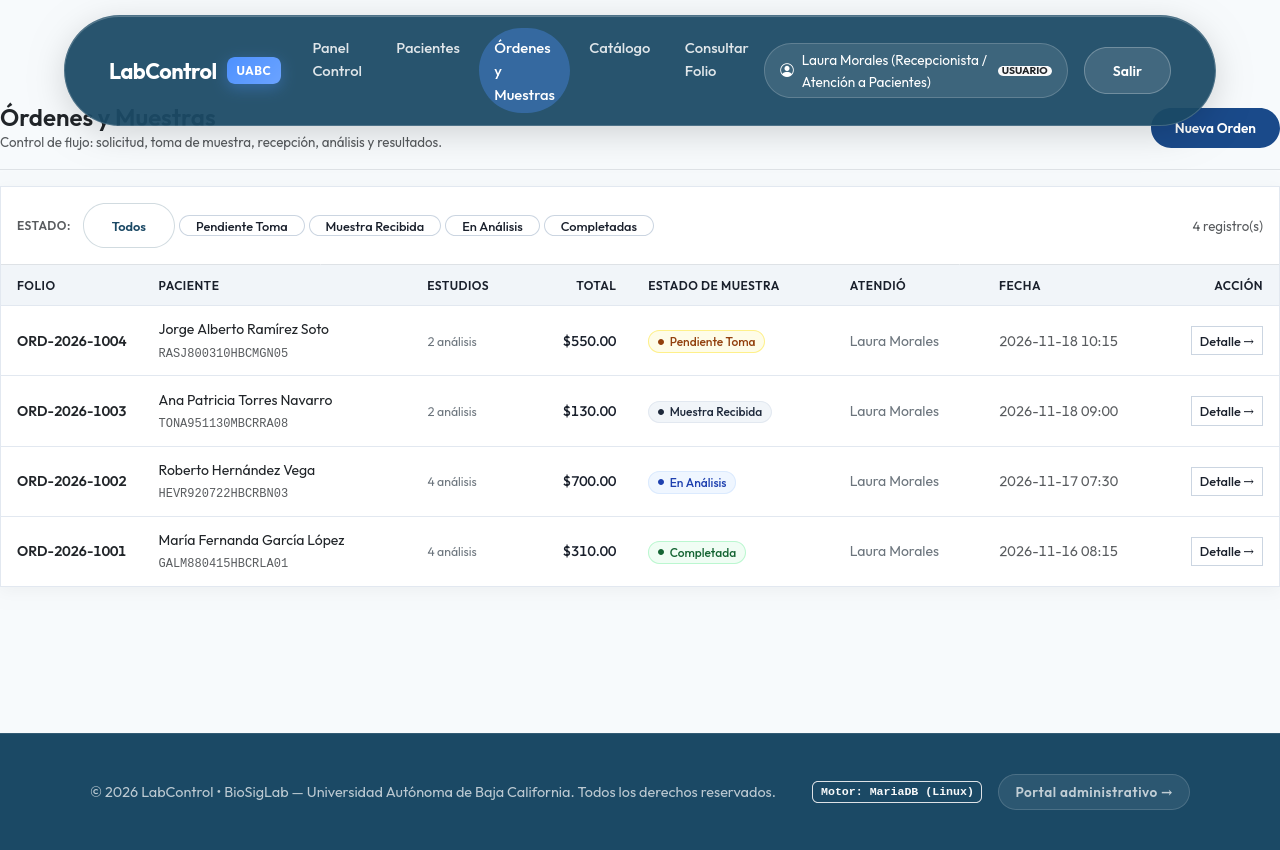 LabControl UABC
Panel Control
Pacientes
Órdenes y Muestras
Catálogo
Consultar Folio
Laura Morales (Recepcionista / Atención a Pacientes)
USUARIO
Salir
Órdenes y Muestras
Control de flujo: solicitud, toma de muestra, recepción, análisis y resultados.
Nueva Orden
ESTADO: Todos Pendiente Toma Muestra Recibida En Análisis Completadas 4 registro(s)
FOLIO PACIENTE ESTUDIOS TOTAL ESTADO DE MUESTRA ATENDIÓ FECHA ACCIÓN
ORD-2026-1004 Jorge Alberto Ramírez Soto 2 análisis $550.00 Pendiente Toma Laura Morales 2026-11-18 10:15 Detalle →
RASJ800310HBCMGN05
ORD-2026-1003 Ana Patricia Torres Navarro 2 análisis $130.00 Muestra Recibida Laura Morales 2026-11-18 09:00 Detalle →
TONA951130MBCRRA08
ORD-2026-1002 Roberto Hernández Vega 4 análisis $700.00 En Análisis Laura Morales 2026-11-17 07:30 Detalle →
HEVR920722HBCRBN03
ORD-2026-1001 María Fernanda García López 4 análisis $310.00 Completada Laura Morales 2026-11-16 08:15 Detalle →
GALM880415HBCRLA01
© 2026 LabControl • BioSigLab — Universidad Autónoma de Baja California. Todos los derechos reservados.
Motor: MariaDB (Linux)
Portal administrativo →